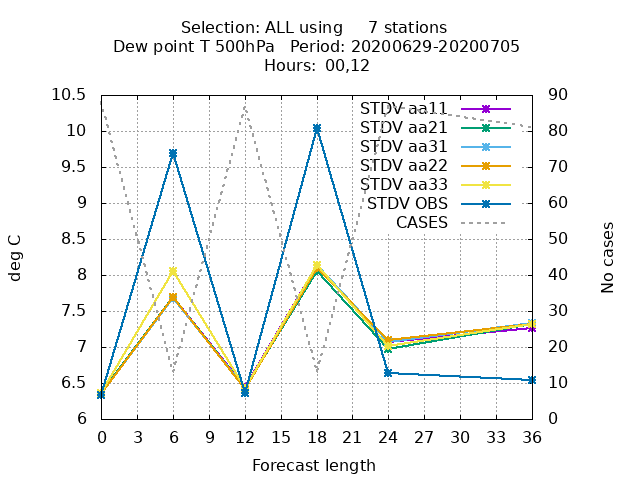 Selection: ALL using     7 stations
Dew point T 500hPa   Period: 20200629-20200705
Hours: 00,12
10.5
10
9.5
9
8.5
8
7.5
7
6.5
6
90
80
70
60
50
40
30
20
10
0
STDV aa11
STDV aa21
STDV aa31
STDV aa22
STDV aa33
STDV OBS
CASES
deg C
No cases
0 3 6 9 12 15 18 21 24 27 30 33 36
Forecast length